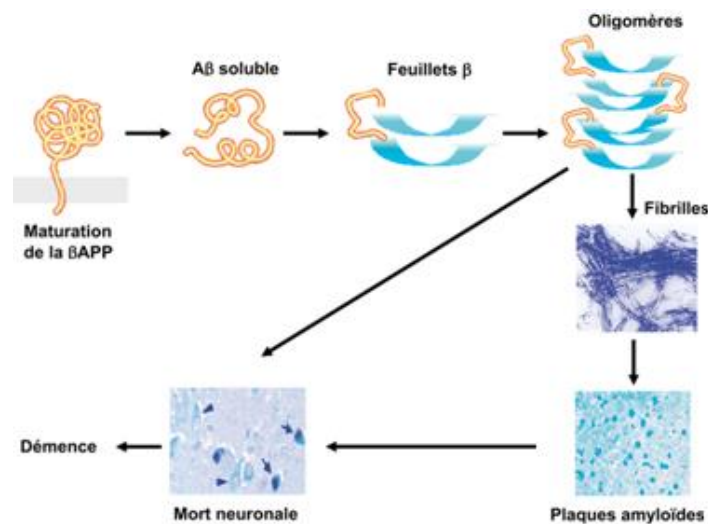 Oligomères
Aβ soluble
Feuillets β
Maturation
de la βAPP
Fibrilles
Démence
Mort neuronale
Plaques amyloïdes